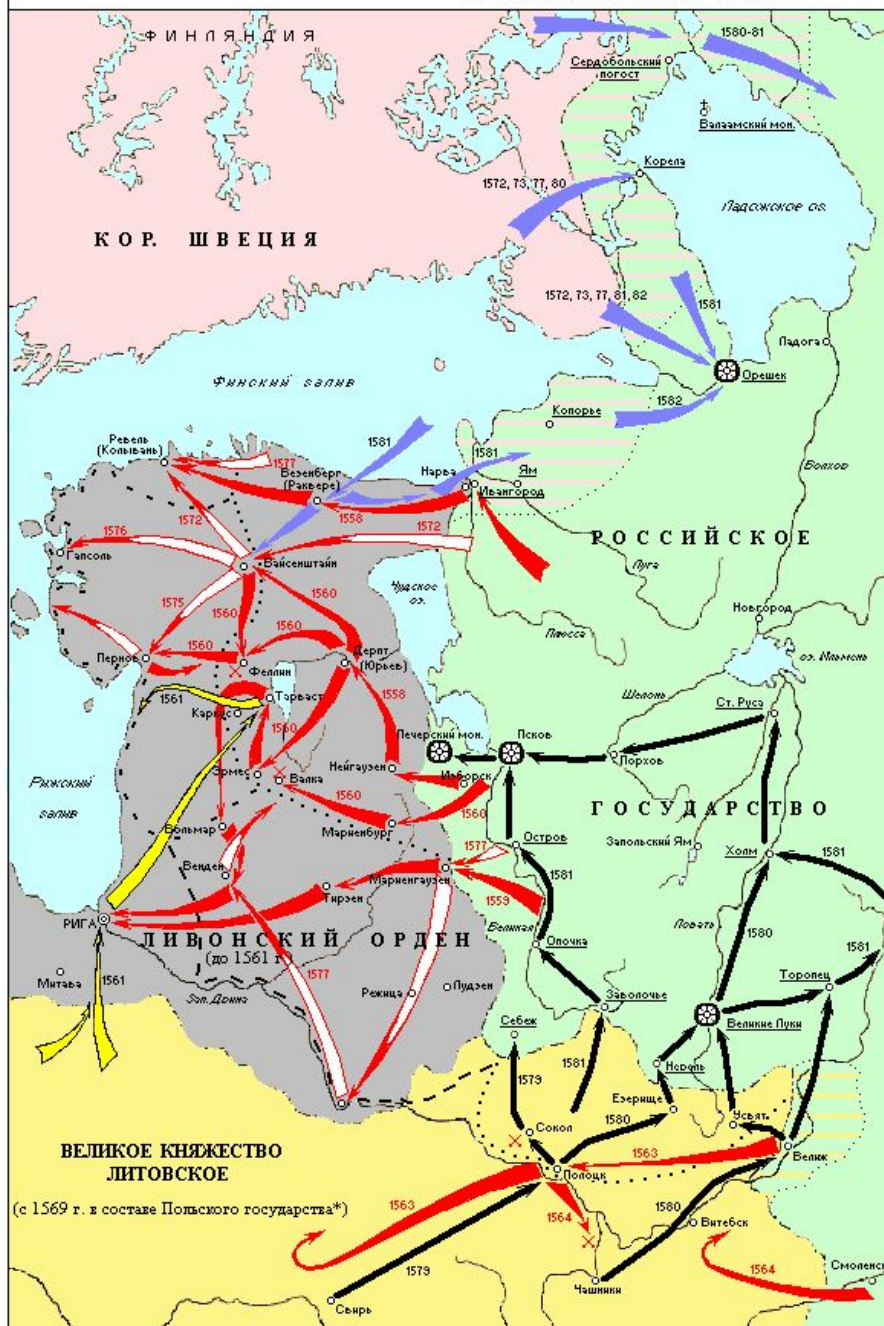 ФИНЛЯНДИЯ
1580-81
Сердобольский
погост
Валаамский мон.
Корела
1572, 73, 77, 80
Ладожское оз.
КОР. ШВЕЦИЯ
1572, 73, 77, 81, 82
1581
Ладога
Финский залив
Орешек
1582
Копорье
1581
Ревель
(Колывань)
1577
Везенберг
(Раквере)
1581
Нарва
Ям
Ивангород
Волхов
1558
1572
1572
1576
РОССИЙСКОЕ
Гапсоль
Вайсенштайн
Луга
Чудское
оз.
1575
1560
1560
Новгород
Плюсса
1560
1560
Пернов
Феллин
Дерпт
(Юрьев)
оз. Ильмень
1561
Тарваст
Шелонь
Каркус
1558
Ст. Руса
Печерский мон.
Псков
Порхов
Рижский
залив
Эрмес
Валка
Нейгаузен
Изборск
1560
1560
ГОСУДАРСТВО
Вольмар
Мариенбург
Запольский Ям
1577
Остров
Холм
1581
Венден
Мариенгаузен
1581
Тирзен
1559
Ловать
РИГА
Великая
1580
ЛИВОНСКИЙ ОРДЕН
(до 1561 г.)
Опочка
1581
Митава
1561
1577
Торопец
Зап. Двина
Режица
Лудзен
Заволочье
Себеж
Великие Луки
1579
1581
Невель
Езерище
Усвят
Сокол
1580
ВЕЛИКОЕ КНЯЖЕСТВО
ЛИТОВСКОЕ
1563
Велиж
Полоцк
(с 1569 г. в составе Польского государства*)
1563
1564
1580
Витебск
1579
1564
Смоленск
Чашники
Свирь